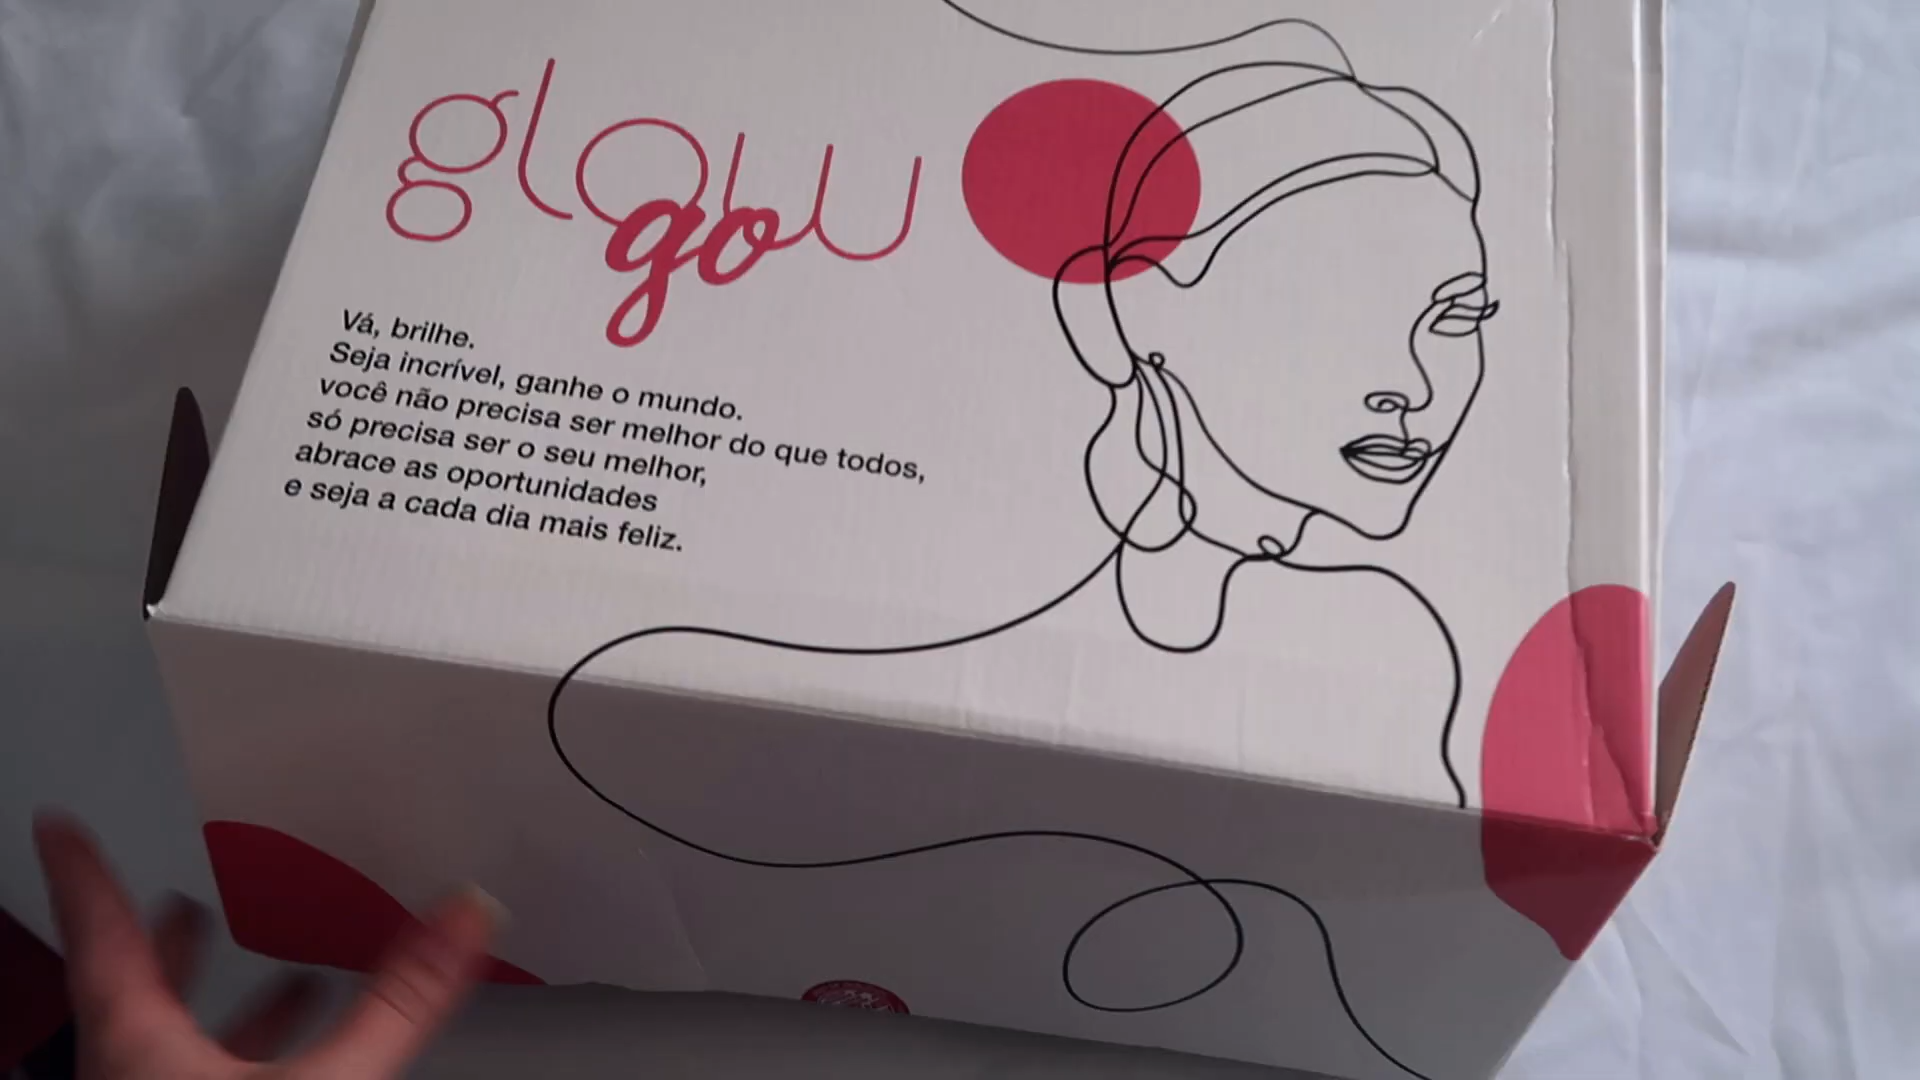 glow
go
Vá, brilhe.
Seja incrível, ganhe o mundo.
você não precisa ser melhor do que todos,
só precisa ser o seu melhor,
abrace as oportunidades
e seja a cada dia mais feliz.